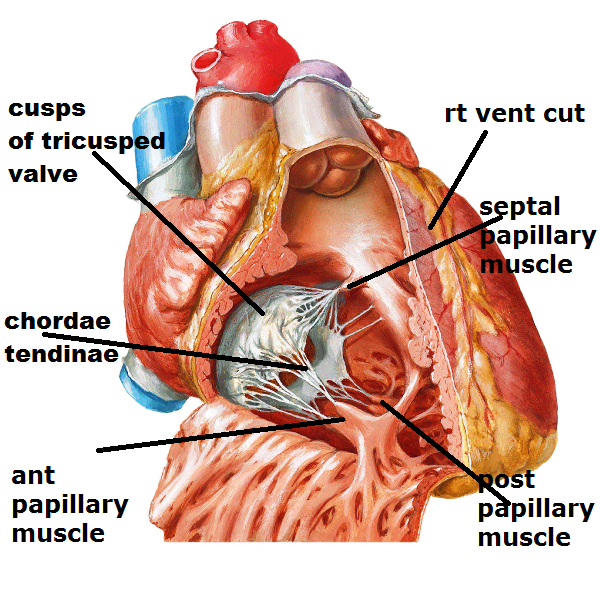 cusps
of tricusped
valve
rt vent cut
septal
papillary
muscle
chordae
tendinae
ant
papillary
muscle
post
papillary
muscle